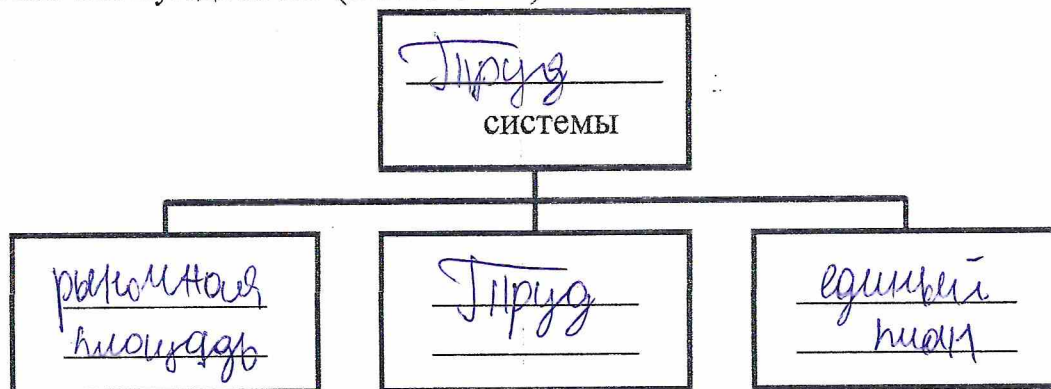 Труд
системы
рыночная
площадь
Труд
единый
план